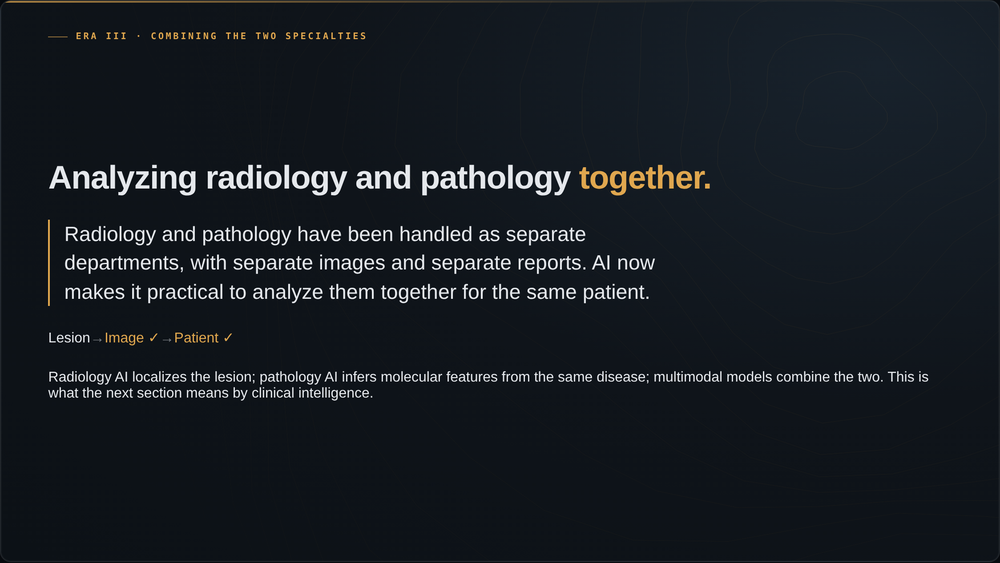 ERA III · COMBINING THE TWO SPECIALTIES
Analyzing radiology and pathology together.
Radiology and pathology have been handled as separate
departments, with separate images and separate reports. AI now
makes it practical to analyze them together for the same patient.
Lesion→Image ✓→Patient ✓
Radiology AI localizes the lesion; pathology AI infers molecular features from the same disease; multimodal models combine the two. This is
what the next section means by clinical intelligence.